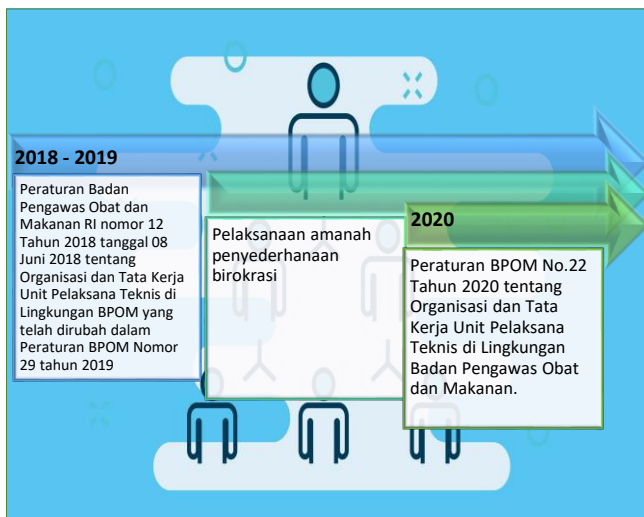 2018 - 2019
Peraturan Badan
Pengawas Obat dan
Makanan RI nomor 12
Tahun 2018 tanggal 08
Juni 2018 tentang
Organisasi dan Tata Kerja
Unit Pelaksana Teknis di
Lingkungan BPOM yang
telah dirubah dalam
Peraturan BPOM Nomor
29 tahun 2019
Pelaksanaan amanah
penyederhanaan
birokrasi
2020
Peraturan BPOM No.22
Tahun 2020 tentang
Organisasi dan Tata
Kerja Unit Pelaksana
Teknis di Lingkungan
Badan Pengawas Obat
dan Makanan.